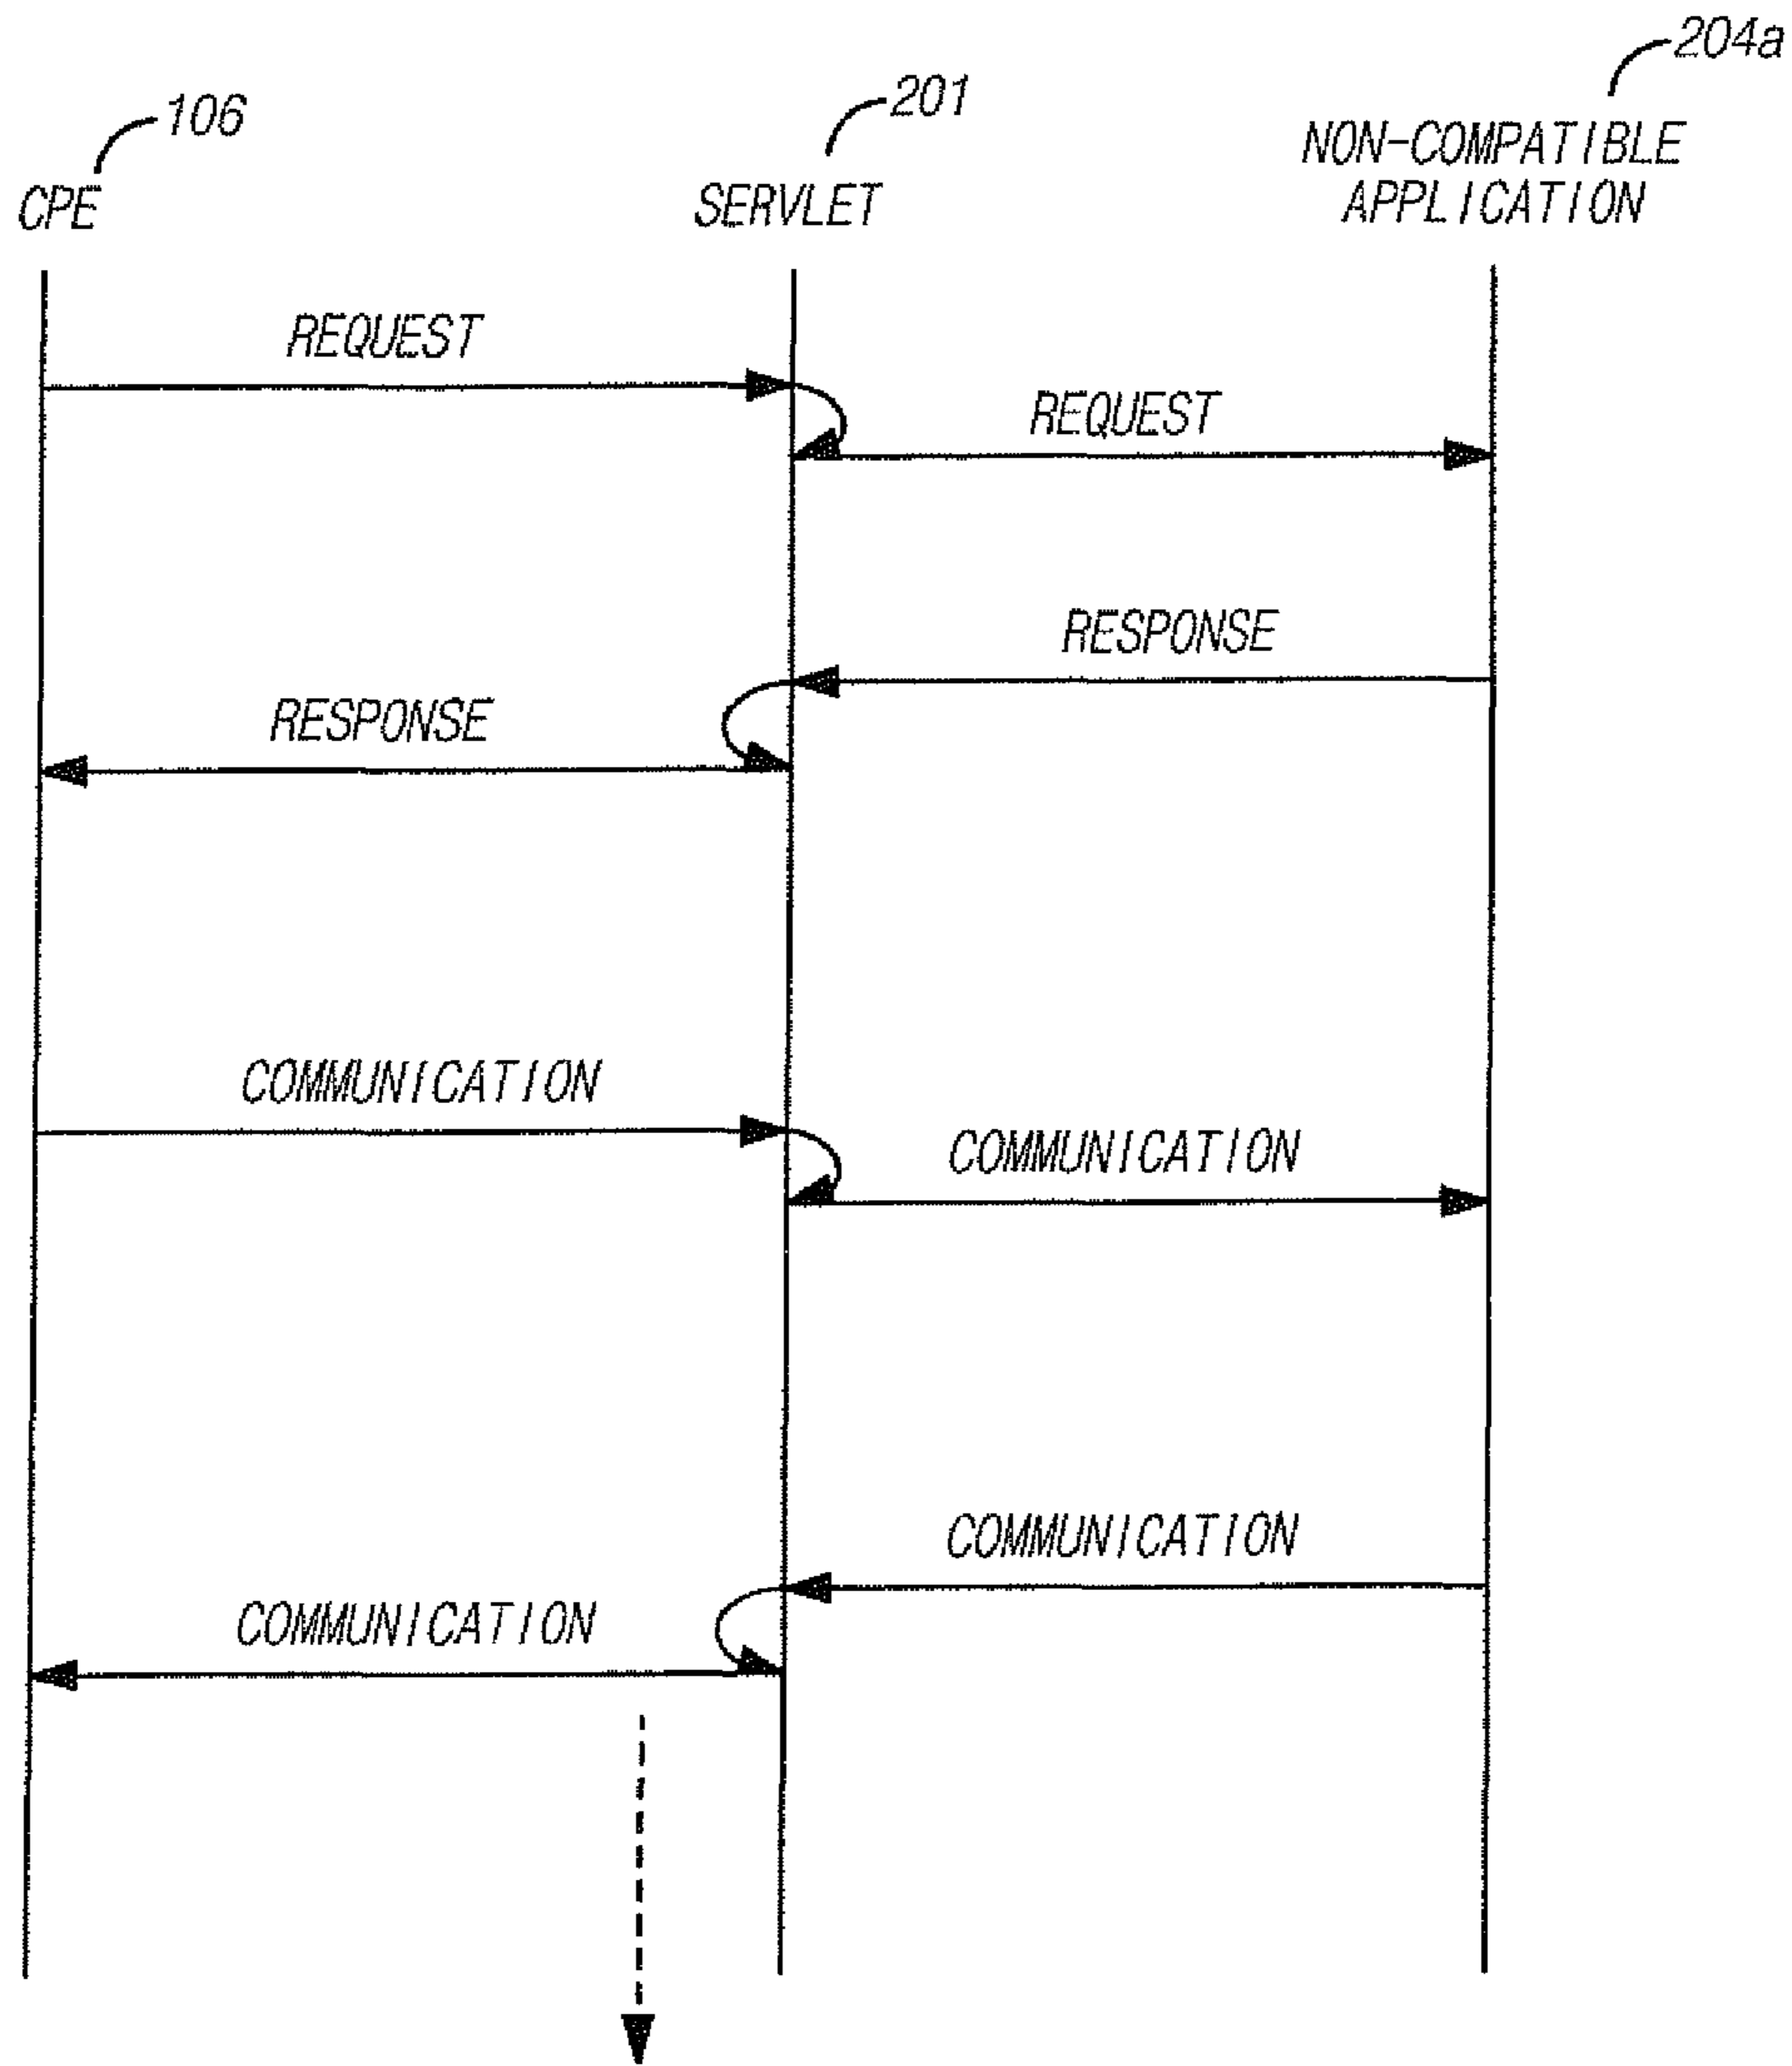 204a
201
106
NON-COMPATIBLE
APPLICATION
SERVLET
CPE
REQUEST
REQUEST
RESPONSE
RESPONSE
COMMUNICATION
COMMUNICATION
COMMUNICATION
COMMUNICATION